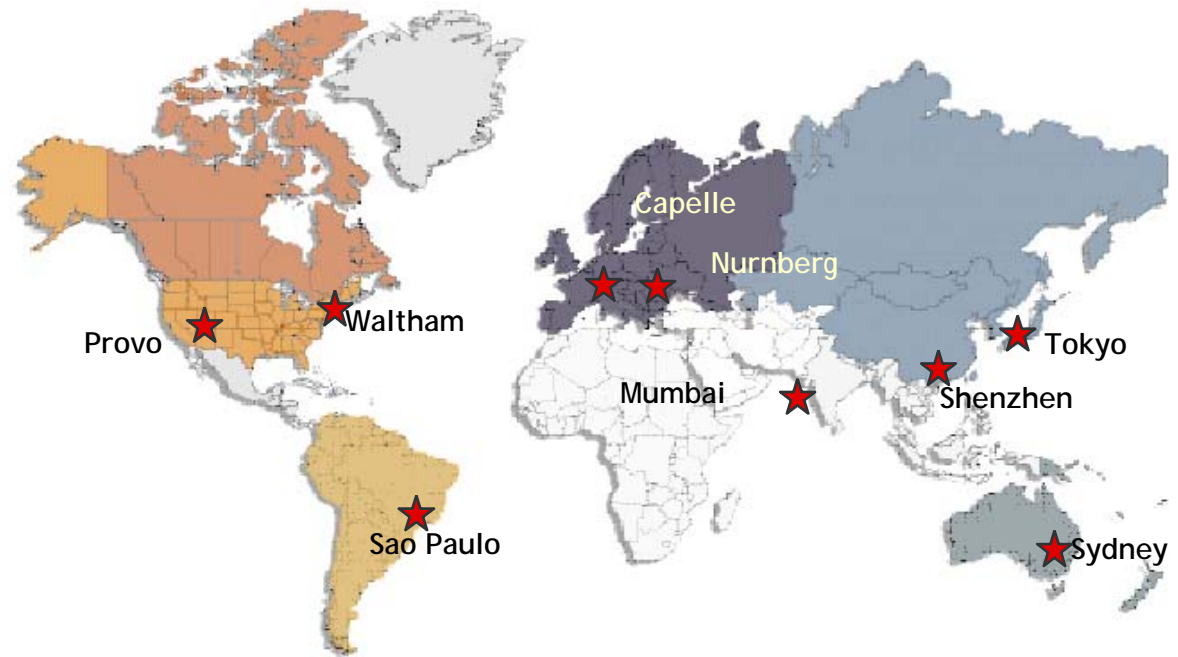 Capelle
Nurnberg
Provo
Waltham
Tokyo
Mumbai
Shenzhen
Sao Paulo
Sydney